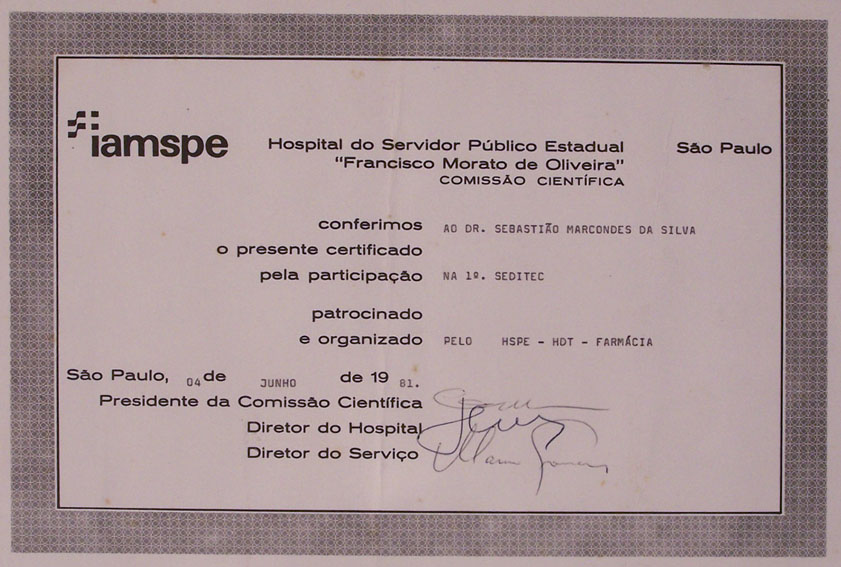 iamspe
Hospital do Servidor Público Estadual São Paulo
"Francisco Morato de Oliveira"
COMISSÃO CIENTÍFICA
conferimos AO DR. SEBASTIÃO MARCONDES DA SILVA
o presente certificado
pela participação NA 1º. SEDITEC
patrocinado
e organizado PELO HSPE - HDT - FARMÁCIA
São Paulo, 04 de JUNHO de 19 81.
Presidente da Comissão Científica
Diretor do Hospital
Diretor do Serviço